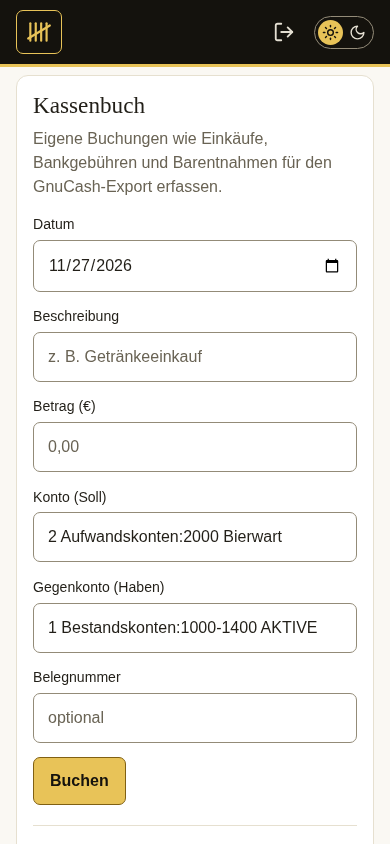 Kassenbuch
Eigene Buchungen wie Einkäufe,
Bankgebühren und Barentnahmen für den
GnuCash-Export erfassen.
Datum
11/27/2026
Beschreibung
z. B. Getränkeeinkauf
Betrag (€)
0,00
Konto (Soll)
2 Aufwandskonten:2000 Bierwart
Gegenkonto (Haben)
1 Bestandskonten:1000-1400 AKTIVE
Belegnummer
optional
Buchen